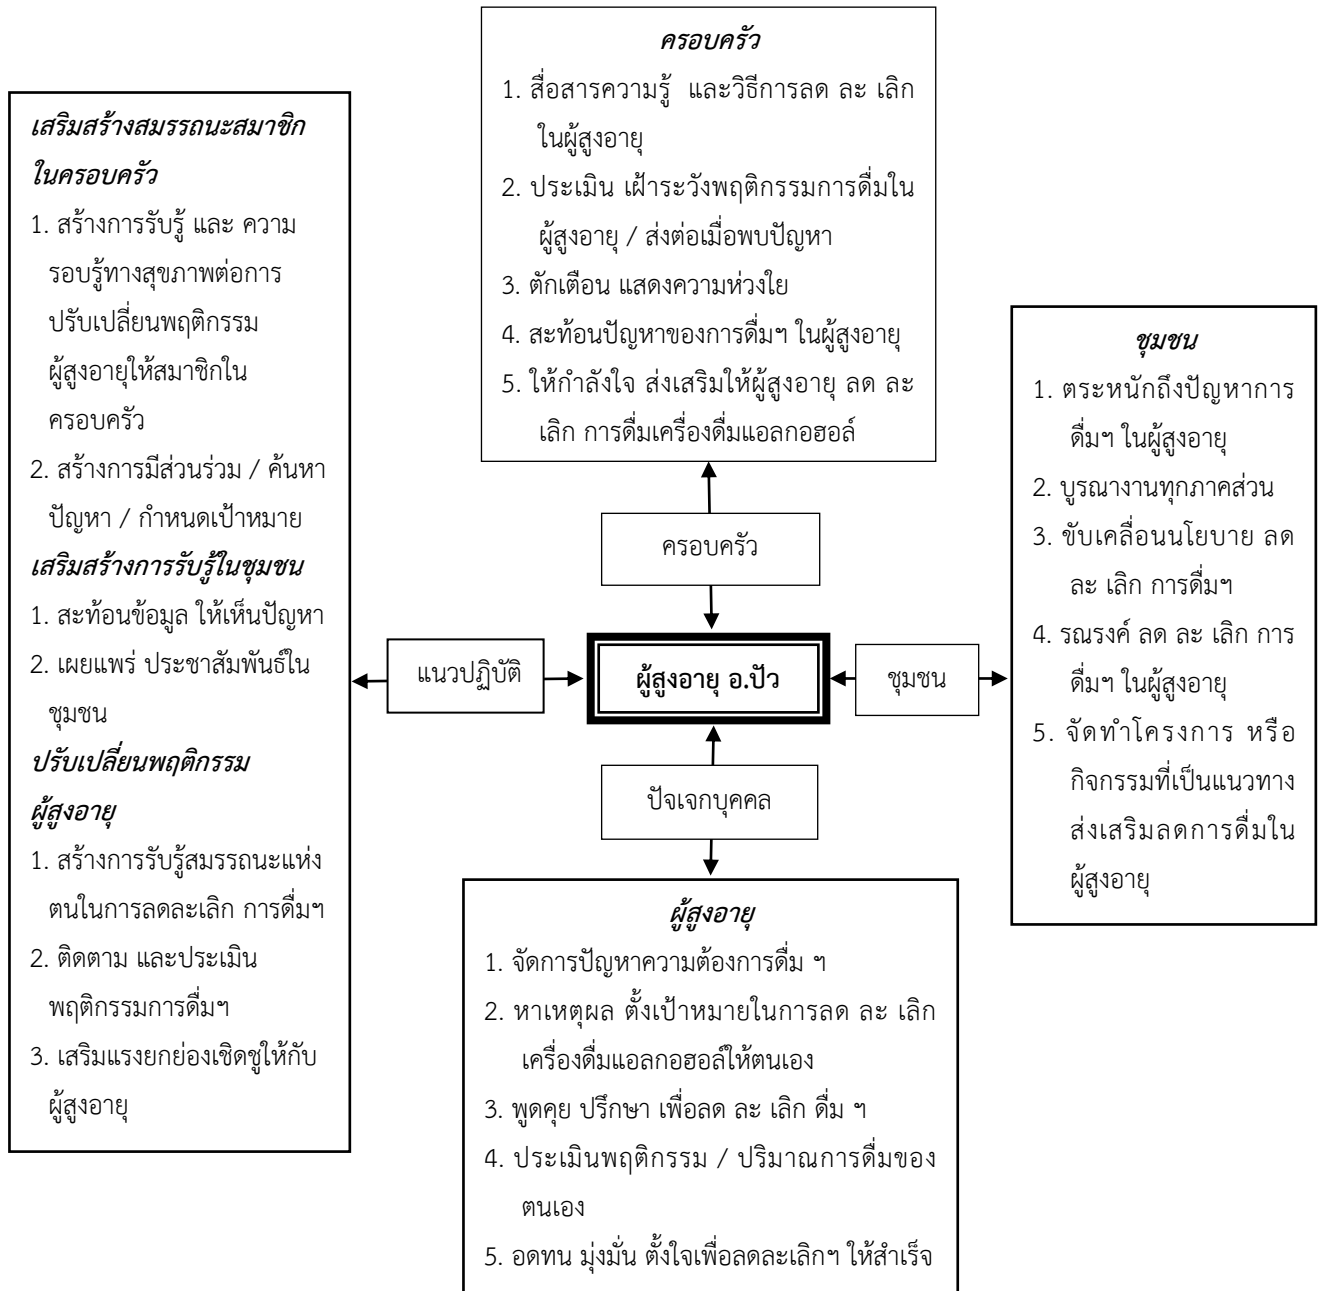 ครอบครัว
1. สื่อสารความรู้ และวิธีการลด ละ เลิก
ในผู้สูงอายุ
2. ประเมิน เฝ้าระวังพฤติกรรมการดื่มใน
ผู้สูงอายุ / ส่งต่อเมื่อพบปัญหา
3. ตักเตือน แสดงความห่วงใย
4. สะท้อนปัญหาของการดื่มฯ ในผู้สูงอายุ
5. ให้กำลังใจ ส่งเสริมให้ผู้สูงอายุ ลด ละ
เลิก การดื่มเครื่องดื่มแอลกอฮอล์
เสริมสร้างสมรรถนะสมาชิก
ในครอบครัว
1. สร้างการรับรู้ และ ความ
รอบรู้ทางสุขภาพต่อการ
ปรับเปลี่ยนพฤติกรรม
ผู้สูงอายุให้สมาชิกใน
ครอบครัว
2. สร้างการมีส่วนร่วม / ค้นหา
ปัญหา / กำหนดเป้าหมาย
เสริมสร้างการรับรู้ในชุมชน
1. สะท้อนข้อมูล ให้เห็นปัญหา
2. เผยแพร่ ประชาสัมพันธ์ใน
ชุมชน
ปรับเปลี่ยนพฤติกรรม
ผู้สูงอายุ
1. สร้างการรับรู้สมรรถนะแห่ง
ตนในการลดละเลิก การดื่มฯ
2. ติดตาม และประเมิน
พฤติกรรมการดื่มฯ
3. เสริมแรงยกย่องเชิดชูให้กับ
ผู้สูงอายุ
ครอบครัว
แนวปฏิบัติ
ผู้สูงอายุ อ.ปัว
ชุมชน
ปัจเจกบุคคล
ชุมชน
1. ตระหนักถึงปัญหาการ
ดื่มฯ ในผู้สูงอายุ
2. บูรณางานทุกภาคส่วน
3. ขับเคลื่อนนโยบาย ลด
ละ เลิก การดื่มฯ
4. รณรงค์ ลด ละ เลิก การ
ดื่มฯ ในผู้สูงอายุ
5. จัดทำโครงการ หรือ
กิจกรรมที่เป็นแนวทาง
ส่งเสริมลดการดื่มใน
ผู้สูงอายุ
ผู้สูงอายุ
1. จัดการปัญหาความต้องการดื่ม ฯ
2. หาเหตุผล ตั้งเป้าหมายในการลด ละ เลิก
เครื่องดื่มแอลกอฮอล์ให้ตนเอง
3. พูดคุย ปรึกษา เพื่อลด ละ เลิก ดื่ม ฯ
4. ประเมินพฤติกรรม / ปริมาณการดื่มของ
ตนเอง
5. อดทน มุ่งมั่น ตั้งใจเพื่อลดละเลิกฯ ให้สำเร็จ